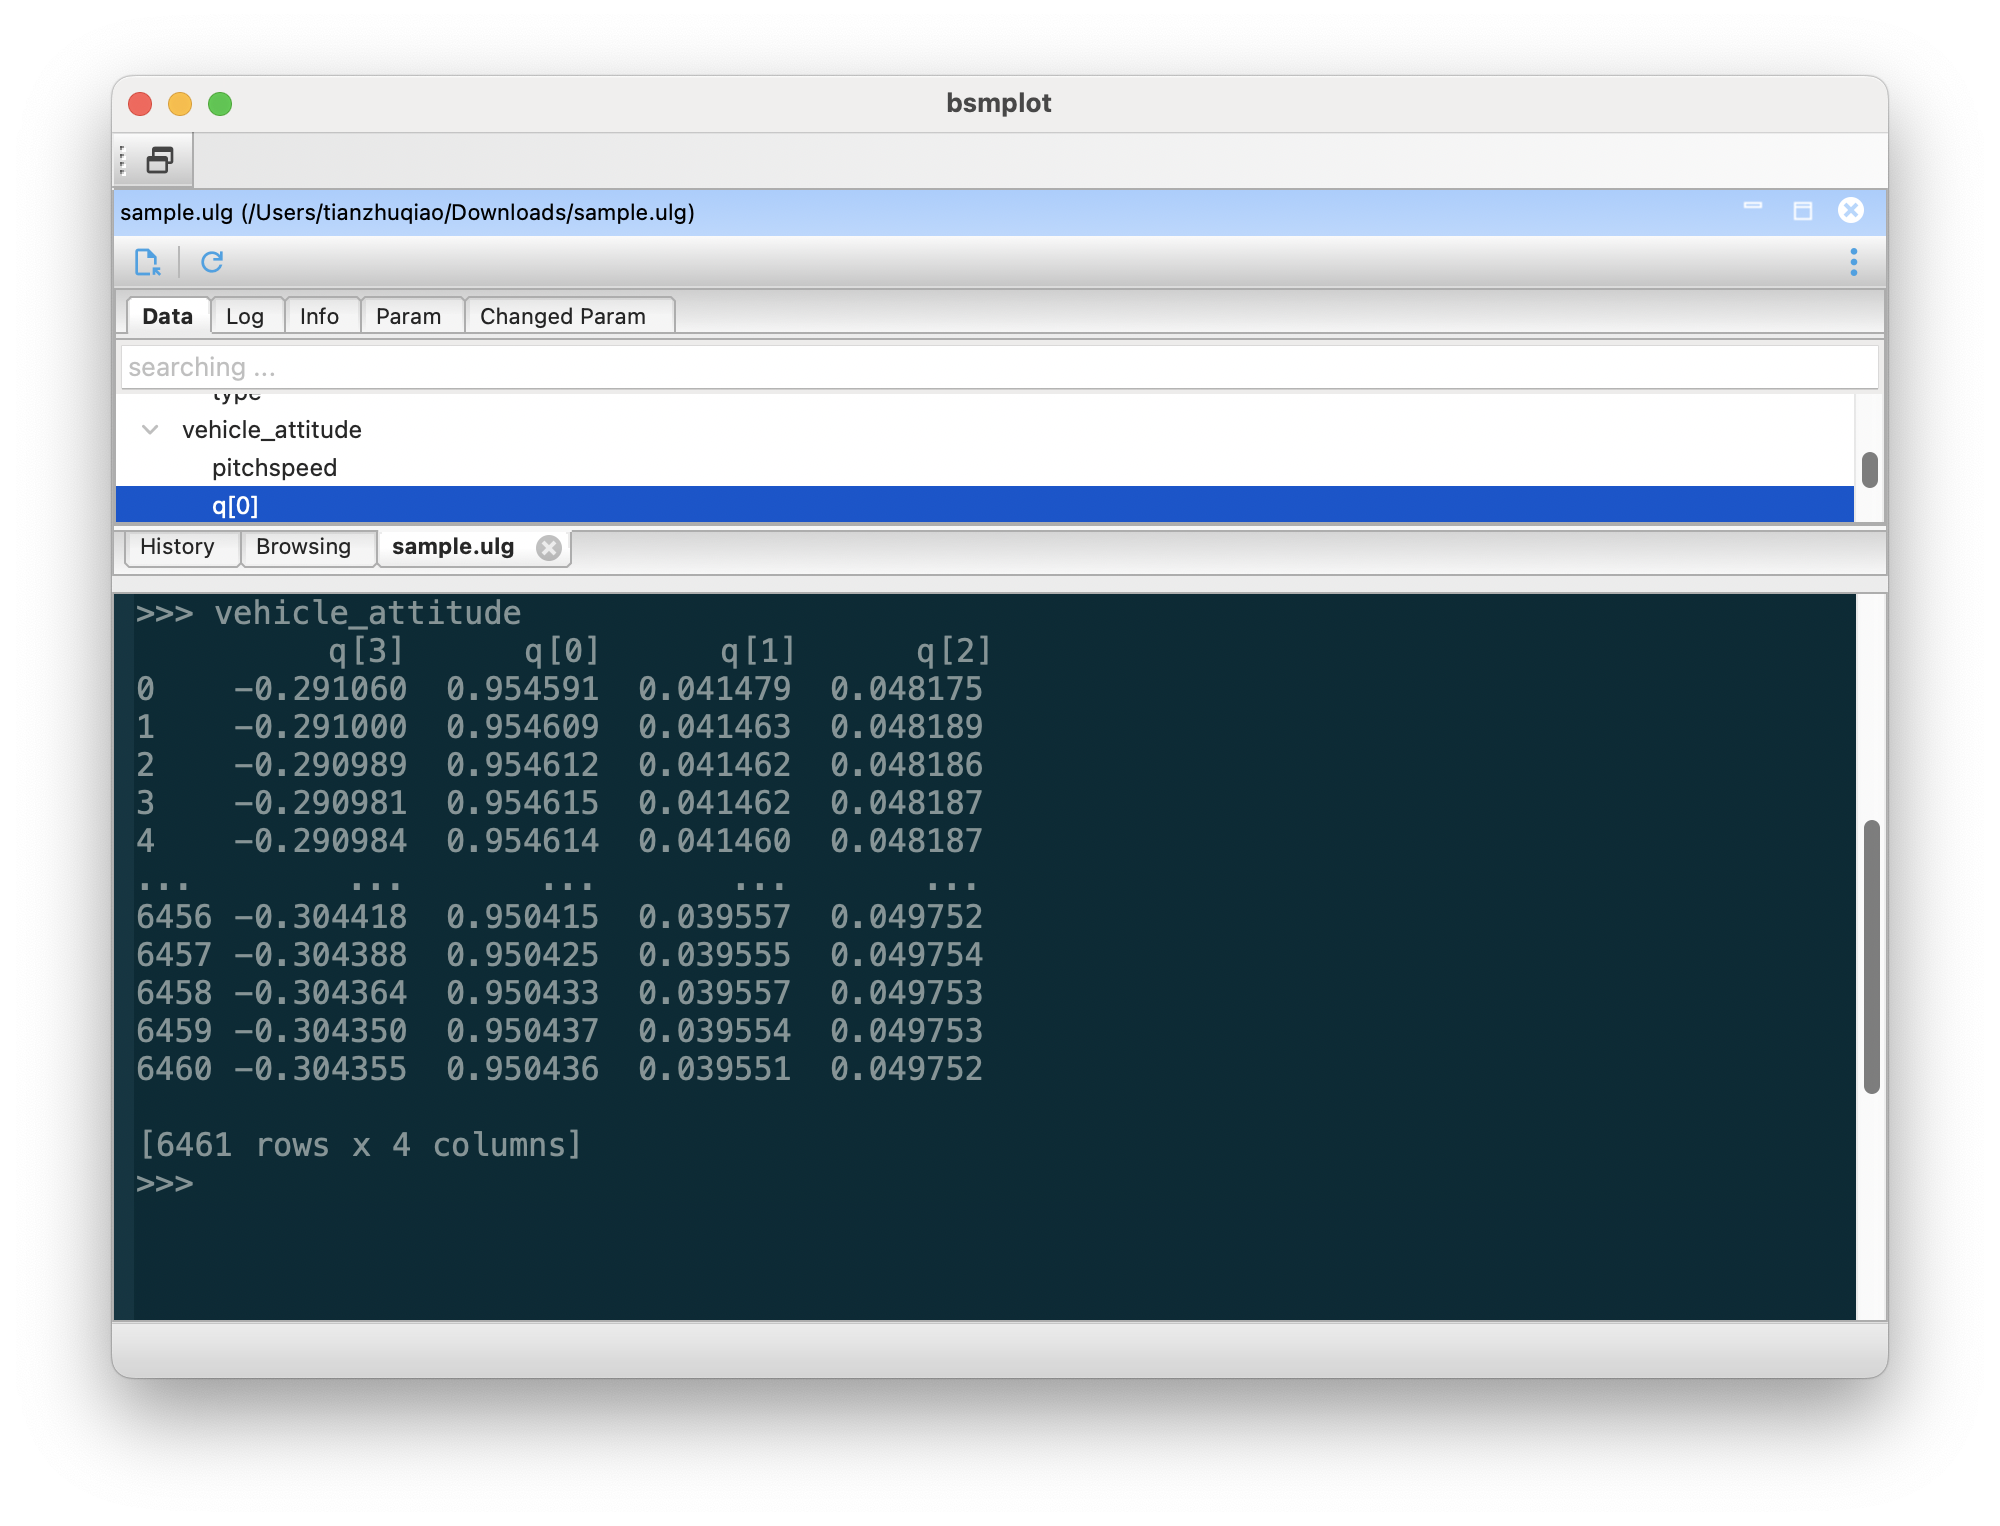 bsmplot
sample.ulg (/Users/tianzhuqiao/Downloads/sample.ulg)
Data Log Info Param Changed Param
searching ...
type
vehicle_attitude
pitchspeed
q[0]
History Browsing sample.ulg
>>> vehicle_attitude
q[3] q[0] q[1] q[2]
0 -0.291060 0.954591 0.041479 0.048175
1 -0.291000 0.954609 0.041463 0.048189
2 -0.290989 0.954612 0.041462 0.048186
3 -0.290981 0.954615 0.041462 0.048187
4 -0.290984 0.954614 0.041460 0.048187
... ... ... ... ...
6456 -0.304418 0.950415 0.039557 0.049752
6457 -0.304388 0.950425 0.039555 0.049754
6458 -0.304364 0.950433 0.039557 0.049753
6459 -0.304350 0.950437 0.039554 0.049753
6460 -0.304355 0.950436 0.039551 0.049752
[6461 rows x 4 columns]
>>>